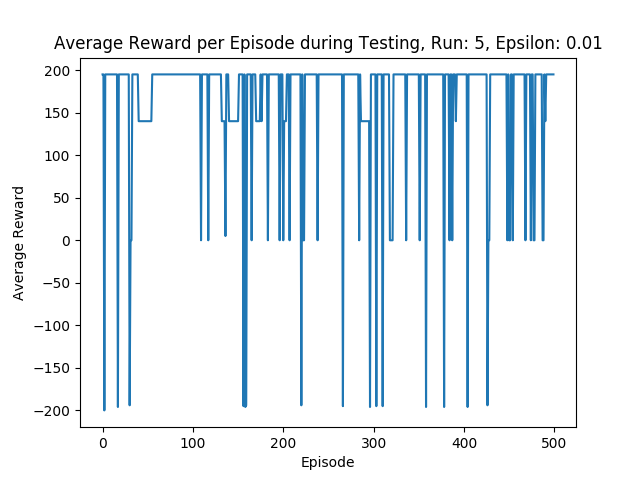 Average Reward per Episode during Testing, Run: 5, Epsilon: 0.01
200
150
100
50
0
−50
−100
−150
−200
Average Reward
0 100 200 300 400 500
Episode